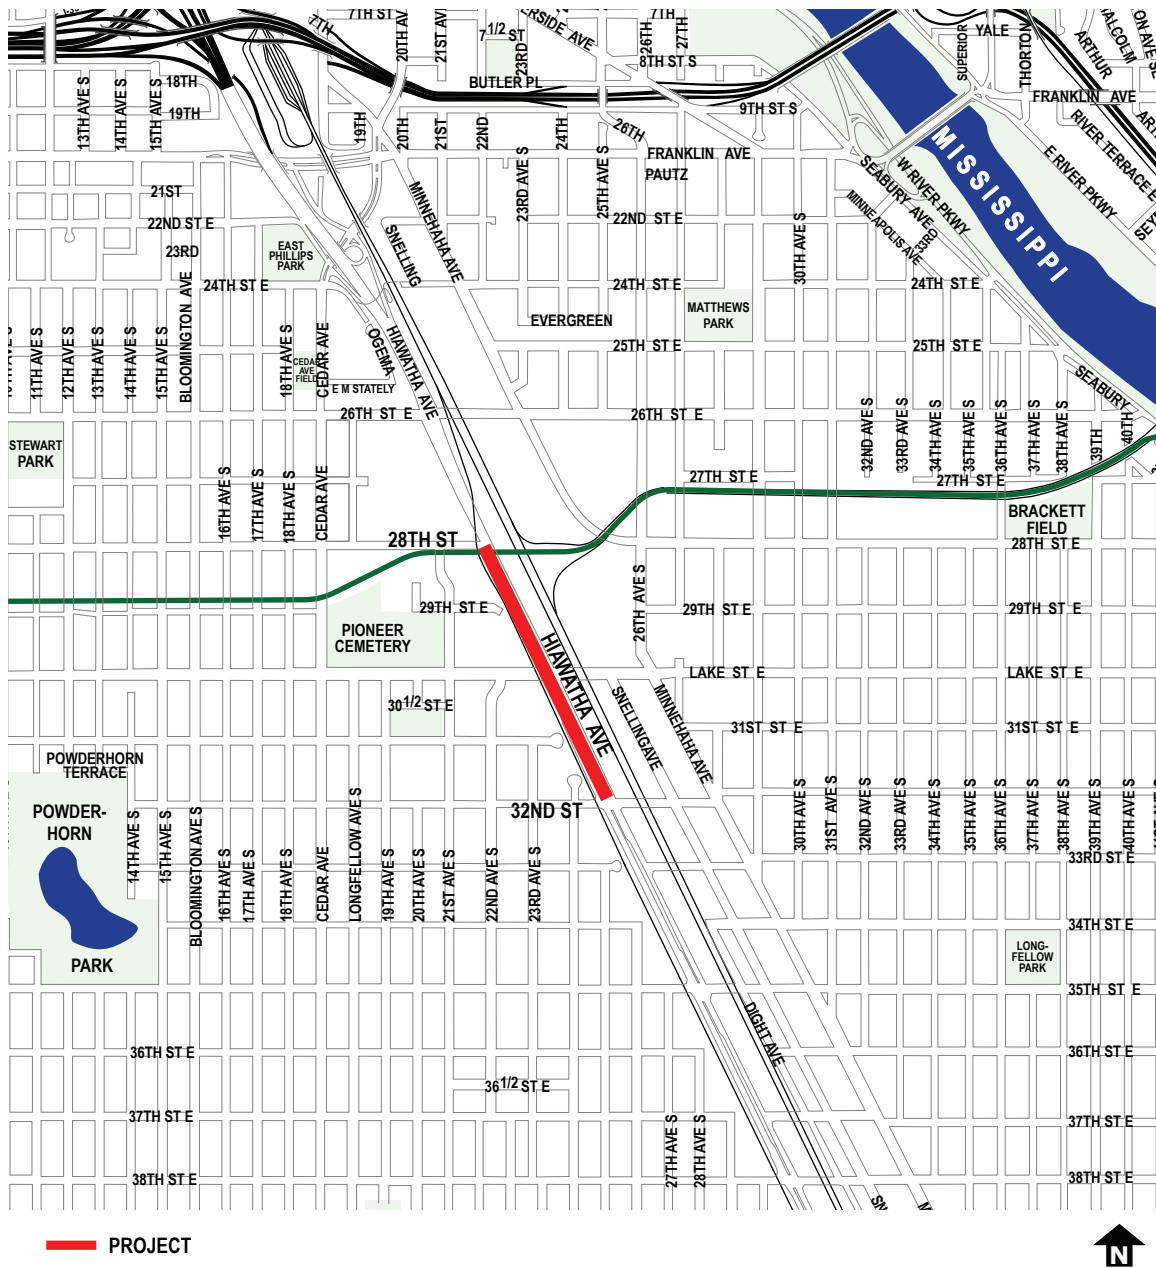 7TH ST
7TH
20TH AV
21ST AV
7 1/2 ST
23RD
ERSIDE AVE
7TH
26TH
27TH
8TH ST S
SUPERIOR
YALE
THORTON
ARTHUR
MALCOLM
ON AVE SE
FRANKLIN AVE
ART
RIVER TERRACE E
E RIVER PKWY
SEY
BUTLER PL
9TH ST S
18TH
19TH
13TH AVE S
14TH AVE S
15TH AVE S
19TH
20TH
21ST
22ND
24TH
26TH
FRANKLIN AVE
PAUTZ
23RD AVE S
25TH AVE S
22ND ST E
30TH AVE S
SEABURY AVE
W RIVER PKWY
MINNEAPOLIS AVE
33RD
MISSISSIPPI
21ST
22ND ST E
23RD
EAST
PHILLIPS
PARK
24TH ST E
MINNEHAHA AVE
SNELLING
24TH ST E
24TH ST E
MATTHEWS
PARK
EVERGREEN
25TH ST E
25TH ST E
SEABURY
11TH AVE S
12TH AVE S
13TH AVE S
14TH AVE S
15TH AVE S
BLOOMINGTON AVE
18TH AVE S
CEDAR
AVE
FIELD
CEDAR AVE
OGEMA
HIAWATHA AVE
E M STATELY
26TH ST E
26TH ST E
32ND AVE S
33RD AVE S
34TH AVE S
35TH AVE S
36TH AVE S
37TH AVE S
38TH AVE S
39TH
40TH
STEWART
PARK
16TH AVE S
17TH AVE S
18TH AVE S
CEDAR AVE
27TH ST E
27TH ST E
BRACKETT
FIELD
28TH ST
28TH ST E
29TH ST E
26TH AVE S
29TH ST E
29TH ST E
PIONEER
CEMETERY
HIAWATHA AVE
LAKE ST E
LAKE ST E
30 1/2 ST E
SNELLINGAVE
MINNEHAHA AVE
31ST ST E
31ST ST E
POWDERHORN
TERRACE
POWDER-
HORN
PARK
32ND ST
30TH AVE S
31ST AVE S
32ND AVE S
33RD AVE S
34TH AVE S
35TH AVE S
36TH AVE S
37TH AVE S
38TH AVE S
39TH AVE S
40TH AVE S
14TH AVE S
15TH AVE S
BLOOMINGTON AVE S
16TH AVE S
17TH AVE S
18TH AVE S
CEDAR AVE
LONGFELLOW AVE S
19TH AVE S
20TH AVE S
21ST AVE S
22ND AVE S
23RD AVE S
33RD ST E
34TH ST E
LONG-
FELLOW
PARK
35TH ST E
DIGHT AVE
36TH ST E
36TH ST E
36 1/2 ST E
37TH ST E
37TH ST E
27TH AVE S
28TH AVE S
38TH ST E
38TH ST E
SN
M
PROJECT
N